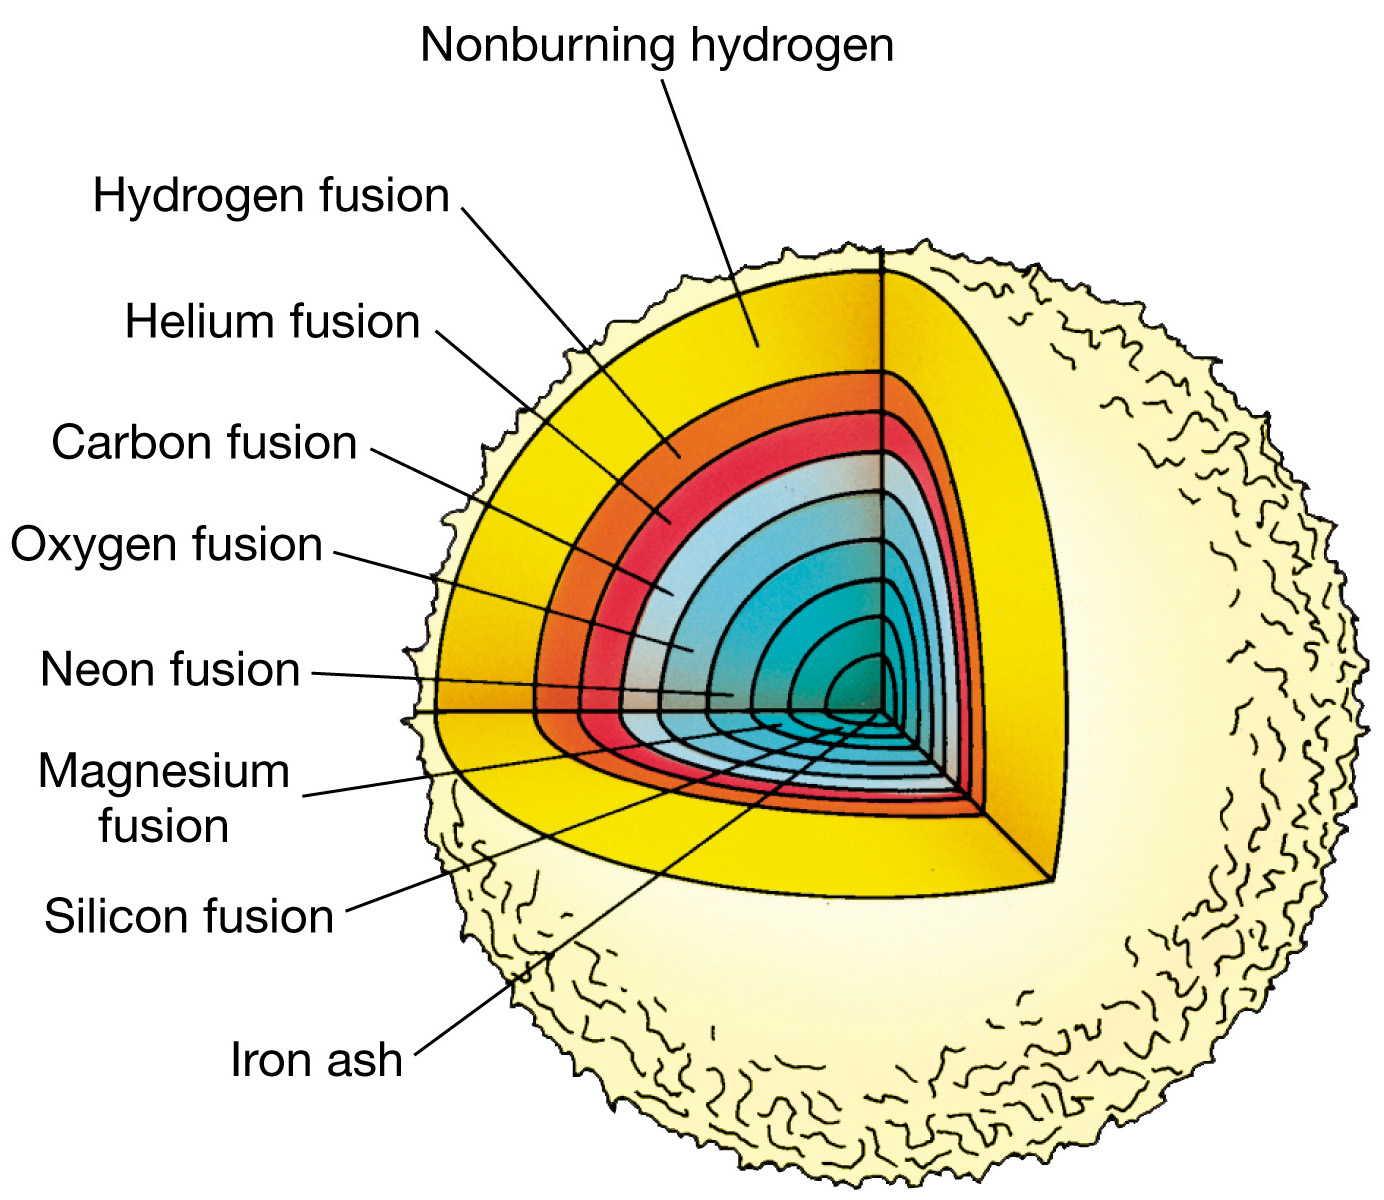 Nonburning hydrogen
Hydrogen fusion
Helium fusion
Carbon fusion
Oxygen fusion
Neon fusion
Magnesium
fusion
Silicon fusion
Iron ash